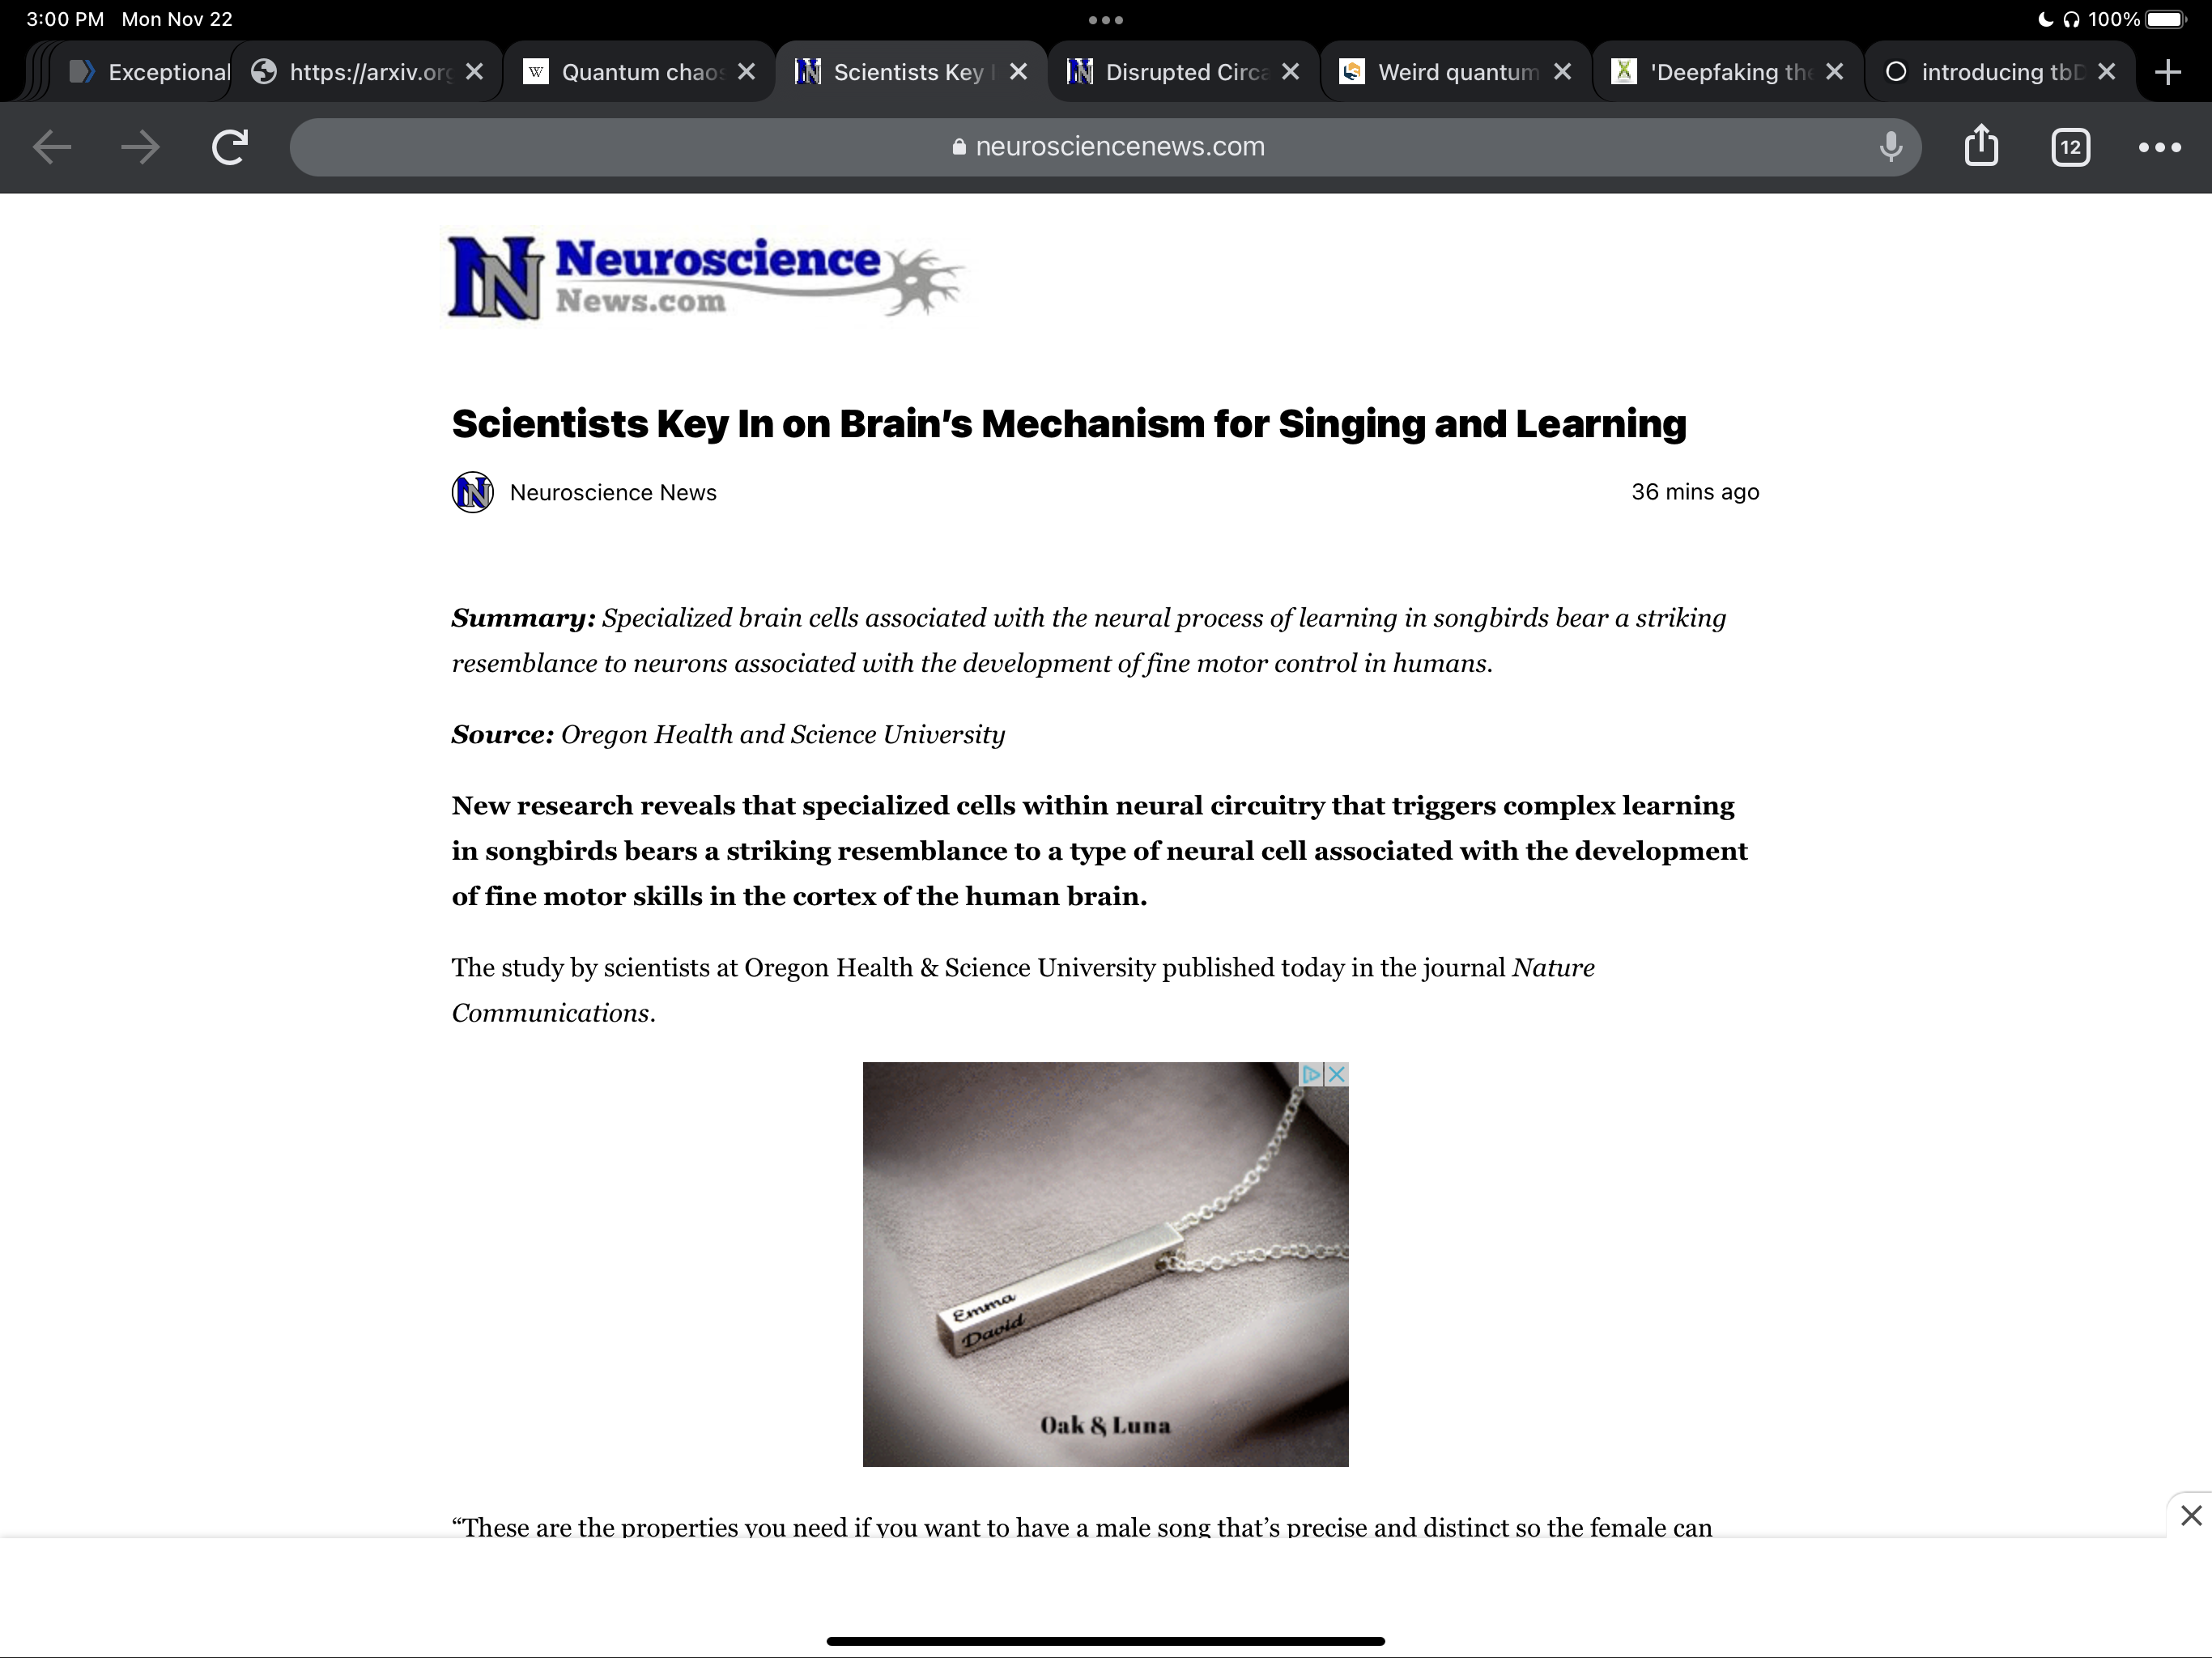 3:00 PM Mon Nov 22
100%
Exceptional
https://arxiv.org
W Quantum chaos
Scientists Key I
Disrupted Circa
Weird quantum
'Deepfaking the
introducing tbD
neurosciencenews.com
12
NN Neuroscience
News.com
Scientists Key In on Brain’s Mechanism for Singing and Learning
Neuroscience News
36 mins ago
Summary: Specialized brain cells associated with the neural process of learning in songbirds bear a striking
resemblance to neurons associated with the development of fine motor control in humans.
Source: Oregon Health and Science University
New research reveals that specialized cells within neural circuitry that triggers complex learning
in songbirds bears a striking resemblance to a type of neural cell associated with the development
of fine motor skills in the cortex of the human brain.
The study by scientists at Oregon Health & Science University published today in the journal Nature
Communications.
Emma
David
Oak & Luna
“These are the properties you need if you want to have a male song that’s precise and distinct so the female can